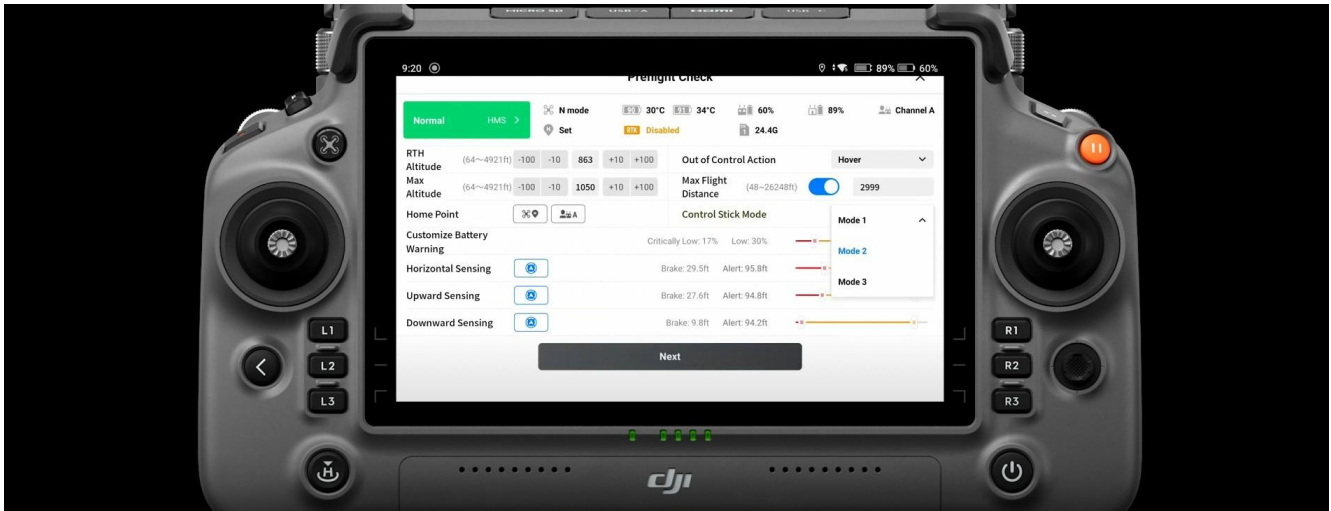 MICRO SD USB-A HDMI USB-C
9:20 89% 60%
Preflight Check
Normal HMS >
N mode 30°C 34°C 60% 89% Channel A
Set RTK Disabled 24.4G
RTH Altitude (64～4921ft) -100 -10 863 +10 +100 Out of Control Action Hover
Max Altitude (64～4921ft) -100 -10 1050 +10 +100 Max Flight Distance (48~26248ft) 2999
Home Point A Control Stick Mode Mode 1
Customize Battery Warning Critically Low: 17% Low: 30%
Mode 2
Horizontal Sensing Brake: 29.5ft Alert: 95.8ft
Mode 3
Upward Sensing Brake: 27.6ft Alert: 94.8ft
Downward Sensing Brake: 9.8ft Alert: 94.2ft
Next
L1
L2
L3
R1
R2
R3
H
dji